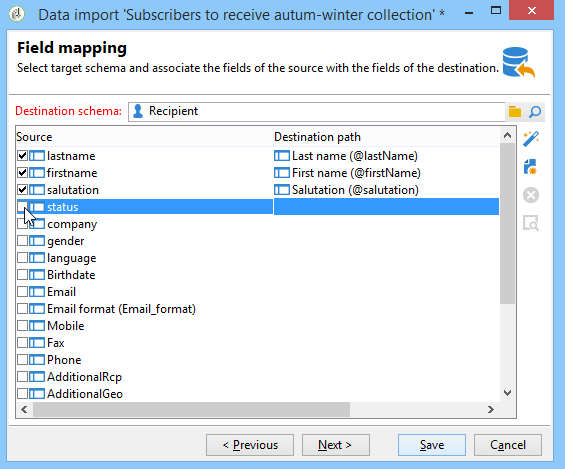 Data import 'Subscribers to receive autum-winter collection' *
Field mapping
Select target schema and associate the fields of the source with the fields of the destination.
Destination schema: Recipient
Source Destination path
lastname Last name (@lastName)
firstname First name (@firstName)
salutation Salutation (@salutation)
status
company
gender
language
Birthdate
Email
Email format (Email_format)
Mobile
Fax
Phone
AdditionalRcp
AdditionalGeo
< Previous Next > Save Cancel